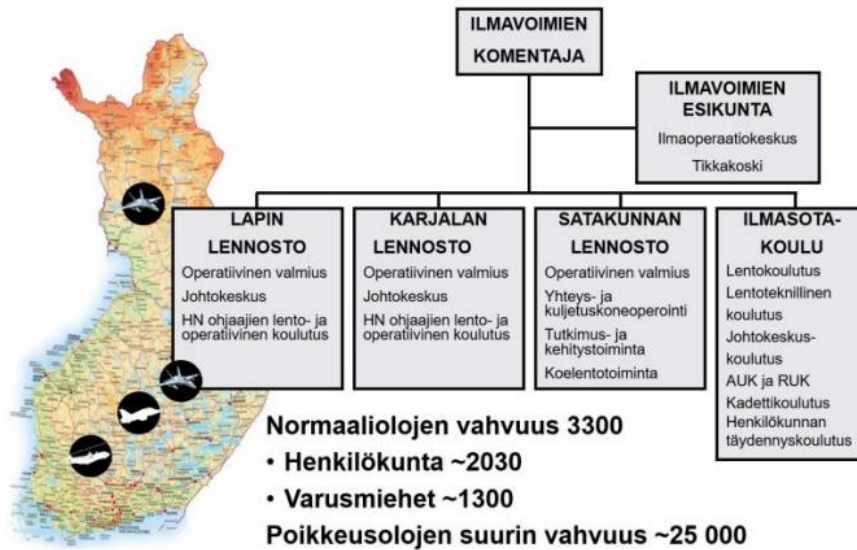 ILMAVOIMIEN
KOMENTAJA
ILMAVOIMIEN
ESIKUNTA
Ilmaoperaatiokeskus
Tikkakoski
LAPIN
LENNOSTO
Operatiivinen valmius
Johtokeskus
HN ohjaajien lento- ja
operatiivinen koulutus
KARJALAN
LENNOSTO
Operatiivinen valmius
Johtokeskus
HN ohjaajien lento- ja
operatiivinen koulutus
SATAKUNNAN
LENNOSTO
Operatiivinen valmius
Yhteys- ja
kuljetuskoneoperointi
Tutkimus- ja
kehitystoiminta
Koelentotoiminta
ILMASOTA-
KOULU
Lentokoulutus
Lentoteknillinen
koulutus
Johtokeskus-
koulutus
AUK ja RUK
Kadettikoulutus
Henkilökunnan
täydennyskoulutus
Normaaliolojen vahvuus 3300
• Henkilökunta ~2030
• Varusmiehet ~1300
Poikkeusolojen suurin vahvuus ~25 000